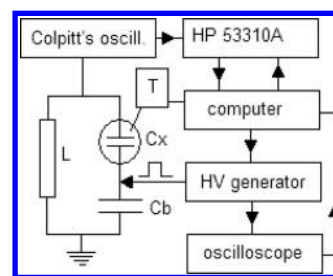 Colpitt's oscill.
HP 53310A
T
computer
Cx
L
HV generator
Cb
oscilloscope